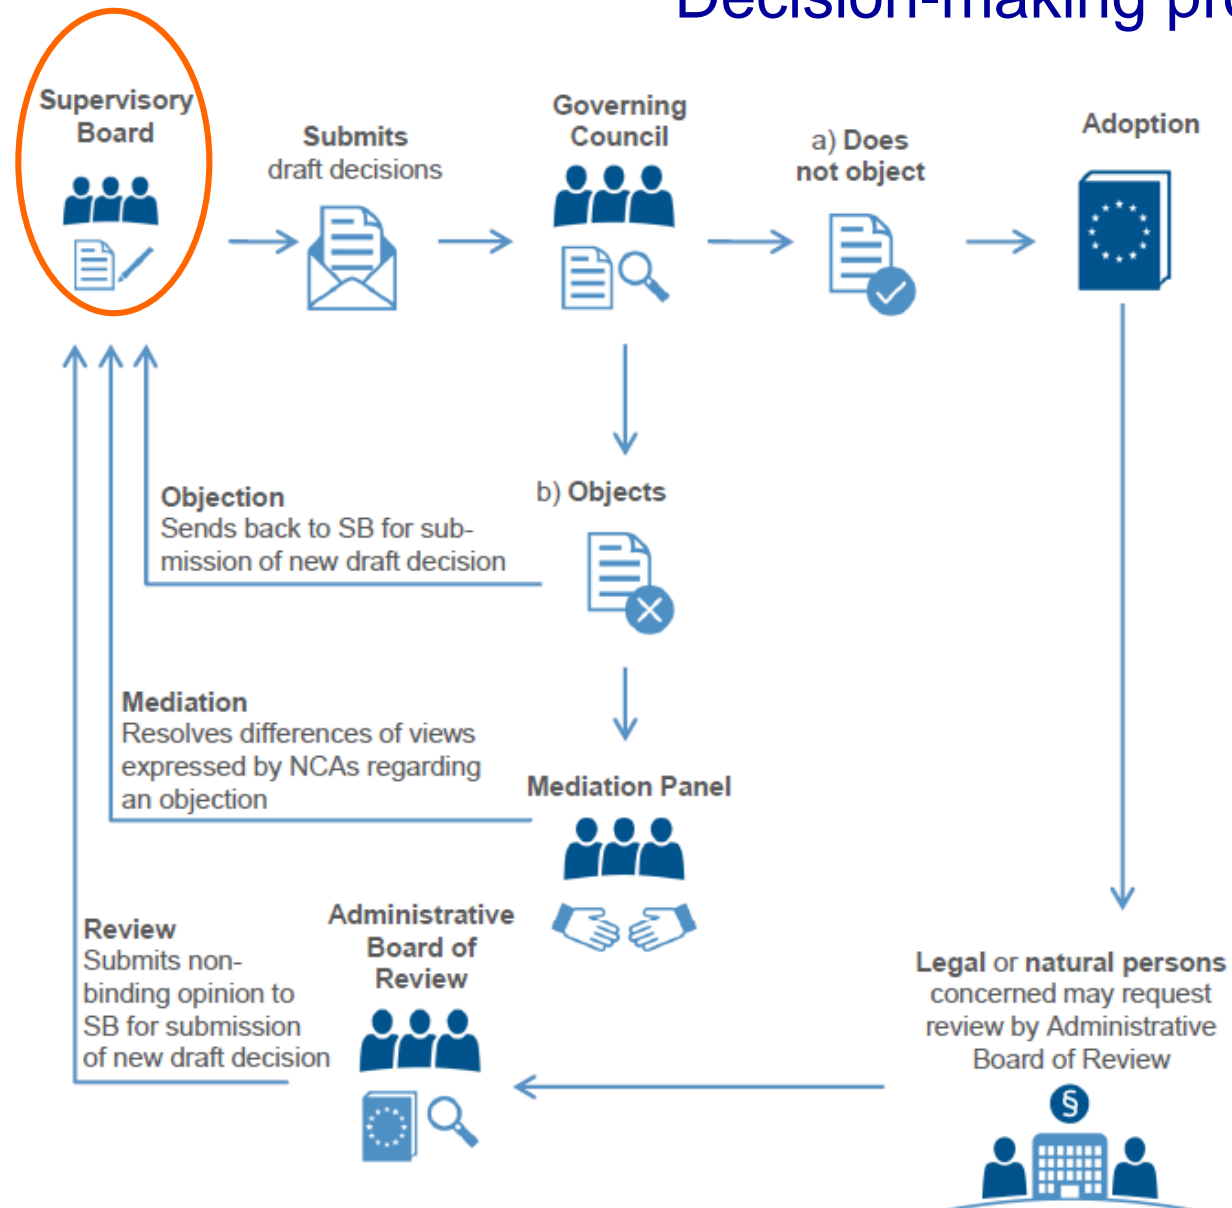 Decision-making pr
Supervisory
Board
Submits
draft decisions
Governing
Council
a) Does
not object
Adoption
Objection
Sends back to SB for sub-
mission of new draft decision
b) Objects
Mediation
Resolves differences of views
expressed by NCAs regarding
an objection
Mediation Panel
Review
Submits non-
binding opinion to
SB for submission
of new draft decision
Administrative
Board of
Review
Legal or natural persons
concerned may request
review by Administrative
Board of Review
§